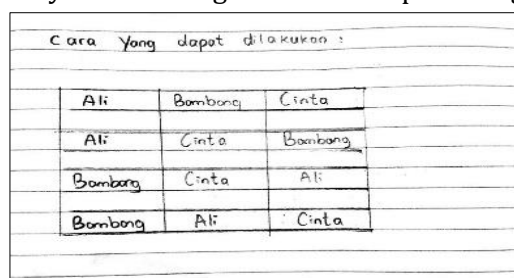 Cara Yang dapat dilakukan :
Ali Bambang Cinta
Ali Cinta Bambang
Bambang Cinta Ali
Bambang Ali Cinta